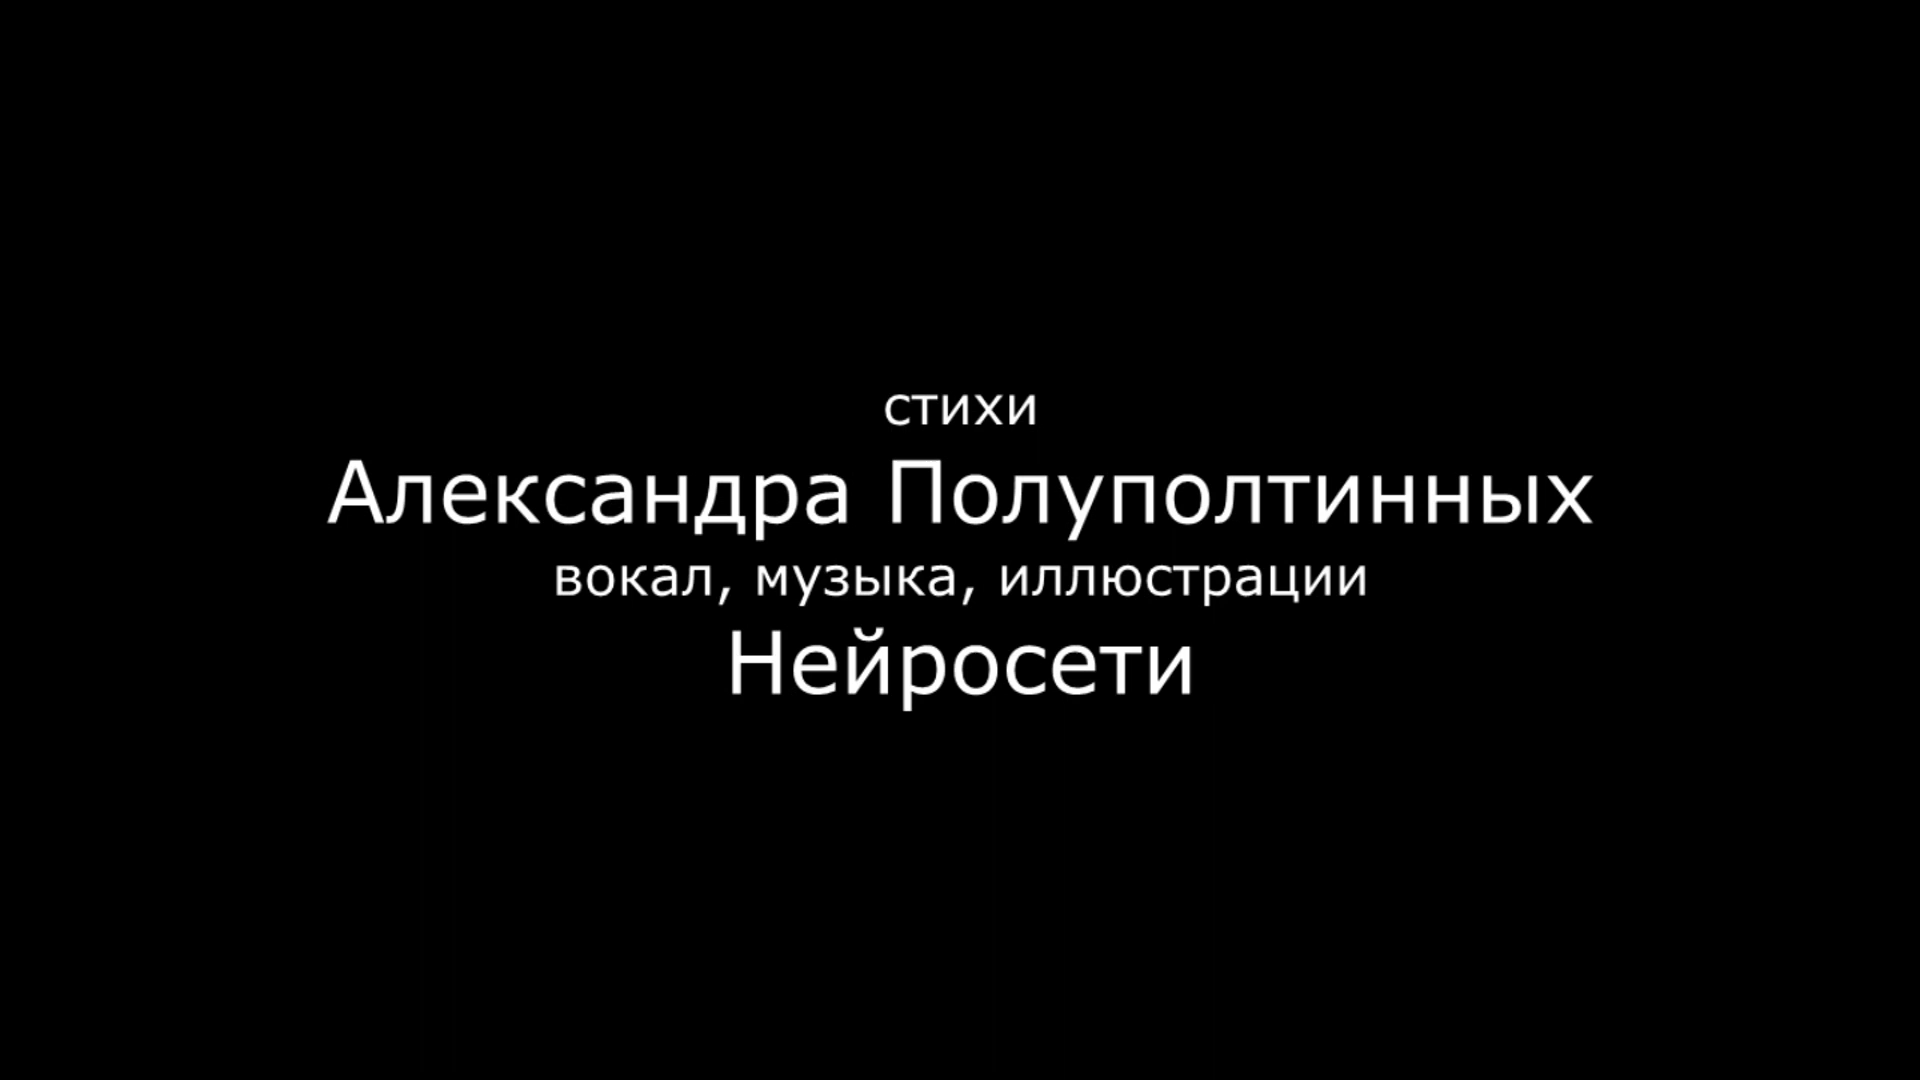 стихи
Александра Полуполтинных
вокал, музыка, иллюстрации
Нейросети